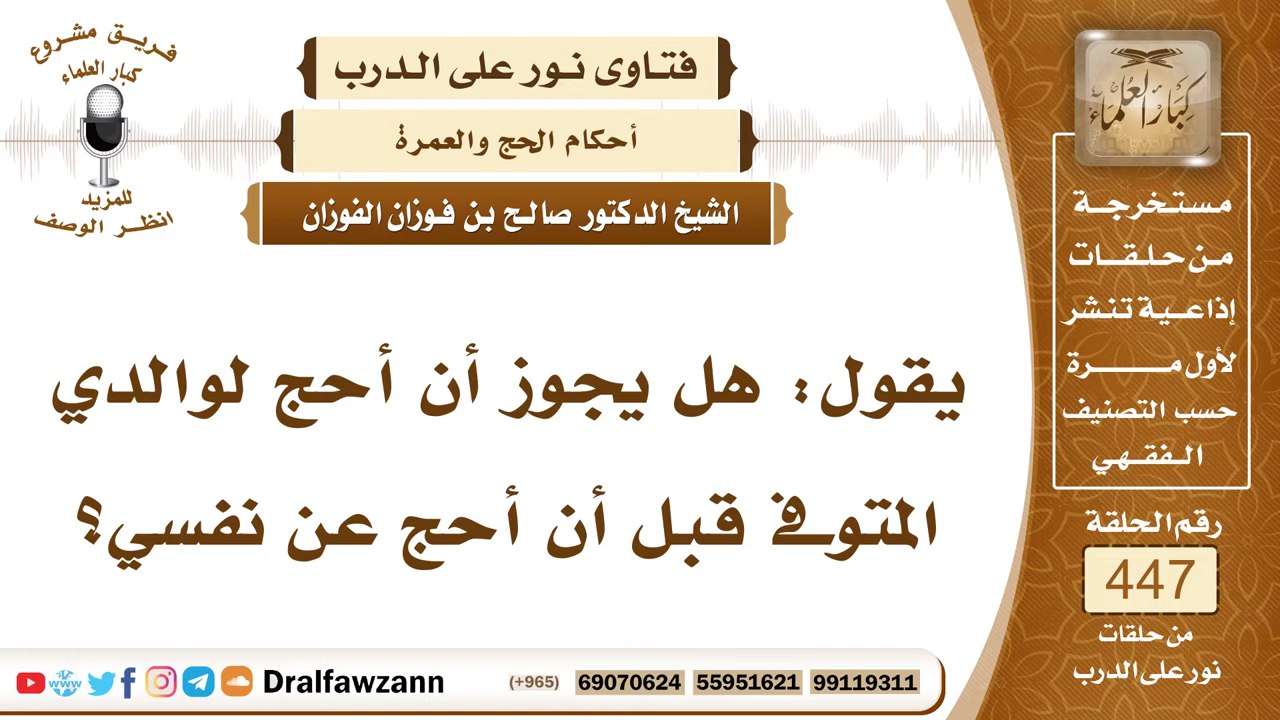 فريق مشروع
كبار العلماء
للمزيد
انظر الوصف
فتاوى نور على الدرب
أحكام الحج والعمرة
الشيخ الدكتور صالح بن فوزان الفوزان
يقول: هل يجوز أن أحج لوالدي
المتوفى قبل أن أحج عن نفسي؟
كبار العلماء
مستخرجة
من حلقات
إذاعية تنشر
لأول مرة
حسب التصنيف
الفقهي
رقم الحلقة
447
من حلقات
نور على الدرب
www Dralfawzann (+965) 69070624 55951621 99119311